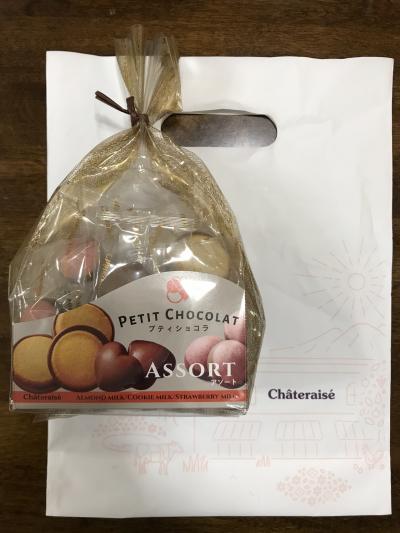 PETIT CHOCOLAT
プティショコラ
ASSORT
アソート
Châteraisé
ALMOND MILK/COOKIE MILK/STRAWBERRY MILK
Châteraisé